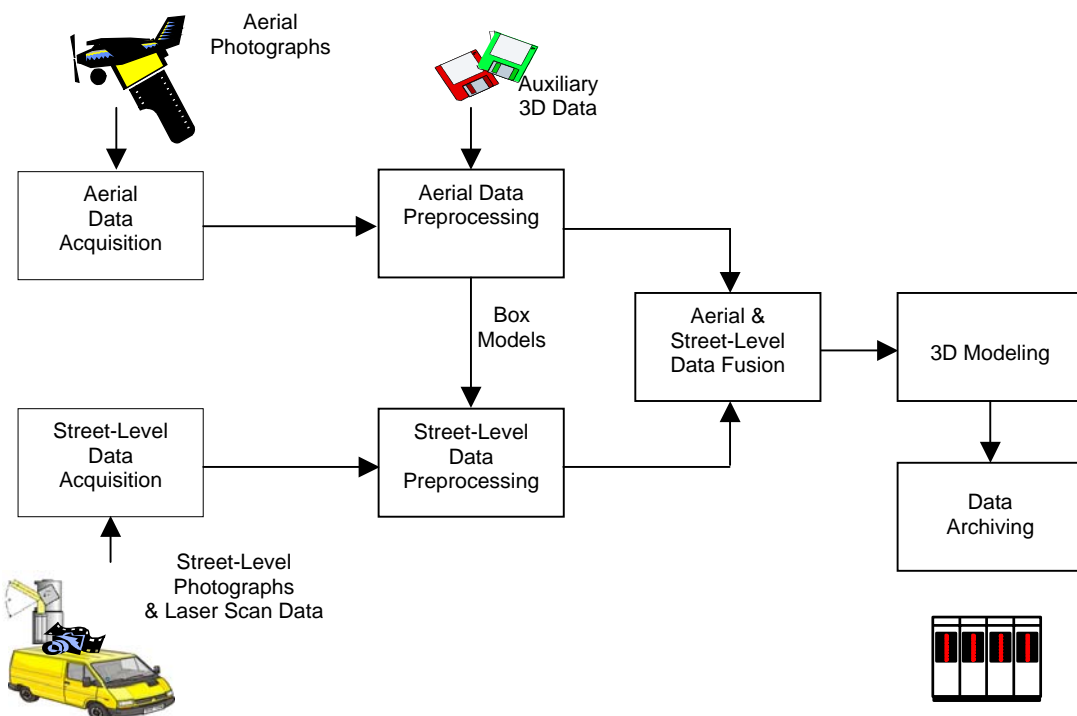 Aerial
Photographs
Auxiliary
3D Data
Aerial
Data
Acquisition
Aerial Data
Preprocessing
Box
Models
Aerial &
Street-Level
Data Fusion
3D Modeling
Street-Level
Data
Acquisition
Street-Level
Data
Preprocessing
Data
Archiving
Street-Level
Photographs
& Laser Scan Data